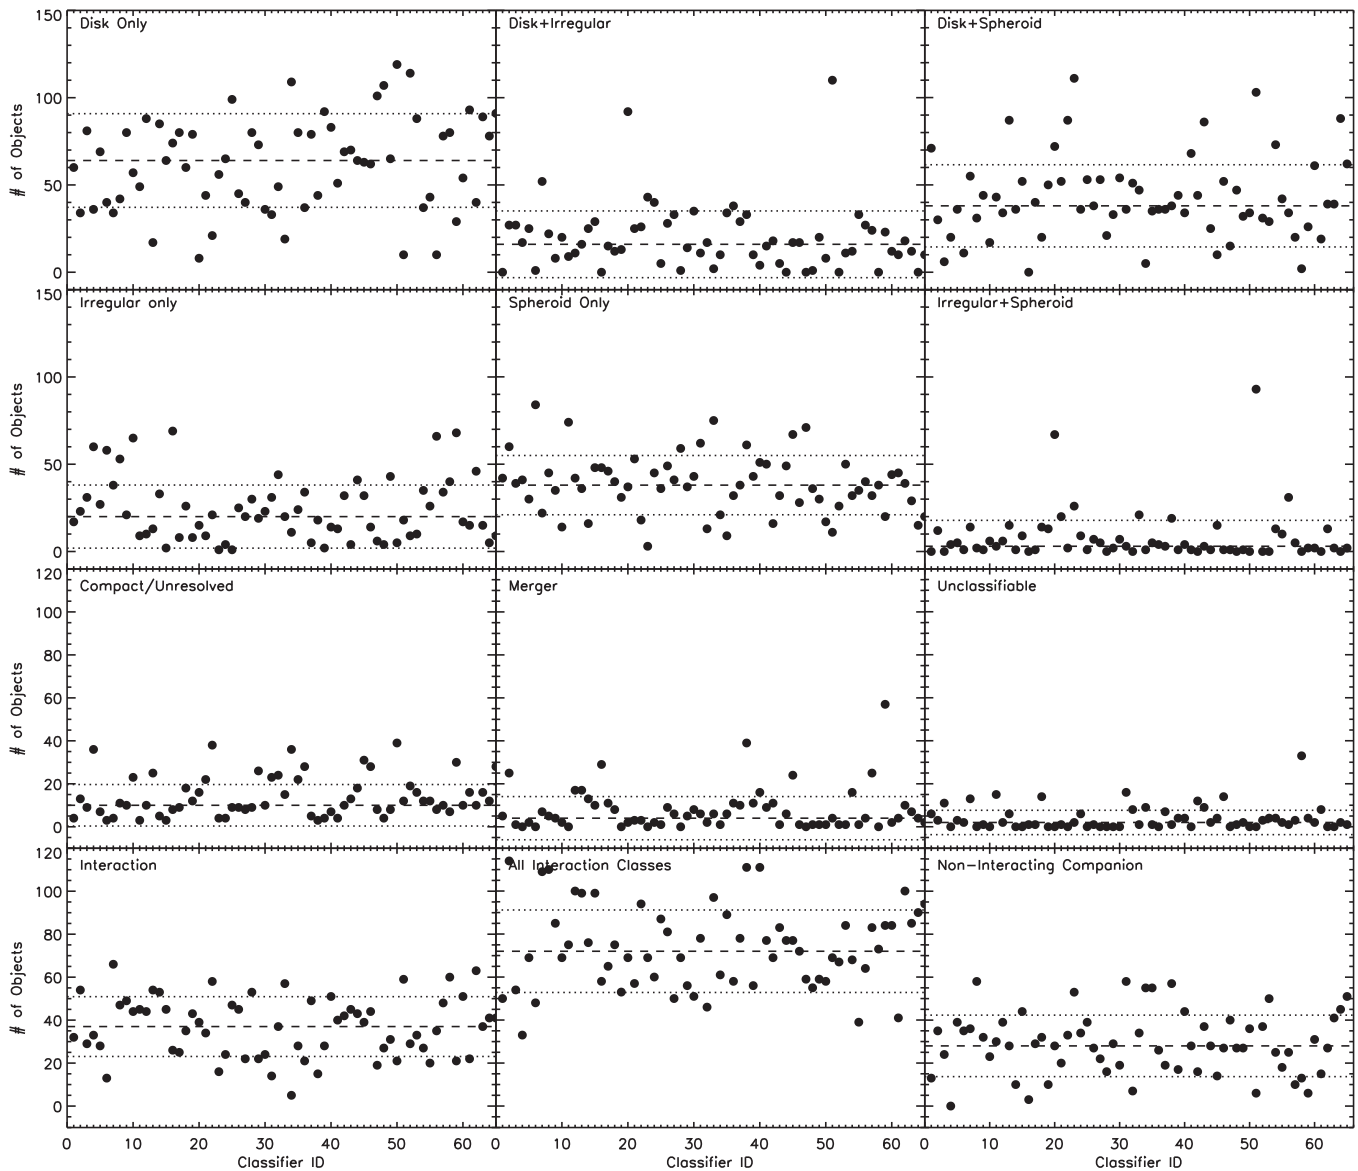 Disk Only
Disk+Irregular
Disk+Spheroid
150
100
50
0
# of Objects
Irregular only
Spheroid Only
Irregular+Spheroid
150
100
50
0
# of Objects
Compact/Unresolved
Merger
Unclassifiable
120
100
80
60
40
20
0
# of Objects
Interaction
All Interaction Classes
Non-Interacting Companion
120
100
80
60
40
20
0
# of Objects
0 10 20 30 40 50 60
0 10 20 30 40 50 60
0 10 20 30 40 50 60
Classifier ID
Classifier ID
Classifier ID